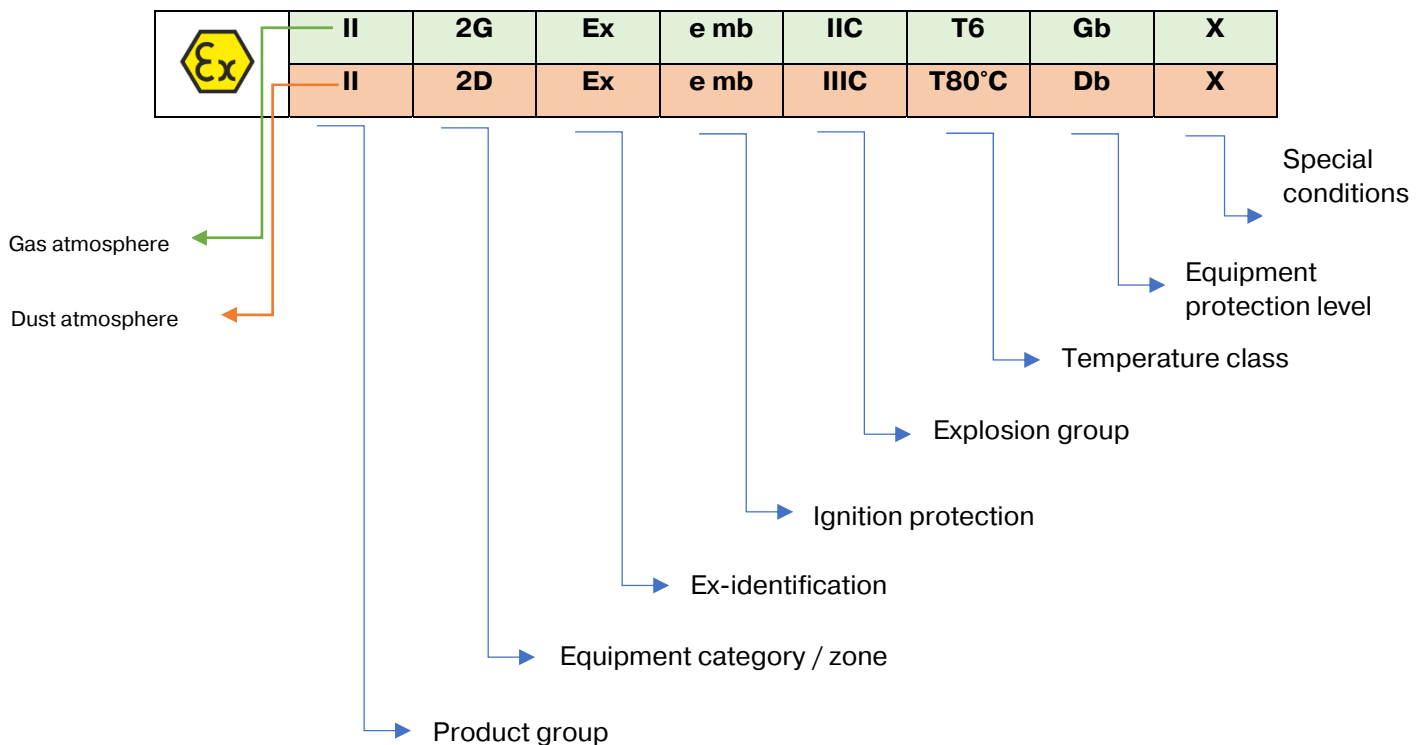 Ex II 2G Ex e mb IIC T6 Gb X
II 2D Ex e mb IIIC T80°C Db X
Special
conditions
Gas atmosphere
Equipment
protection level
Dust atmosphere
Temperature class
Explosion group
Ignition protection
Ex-identification
Equipment category / zone
Product group